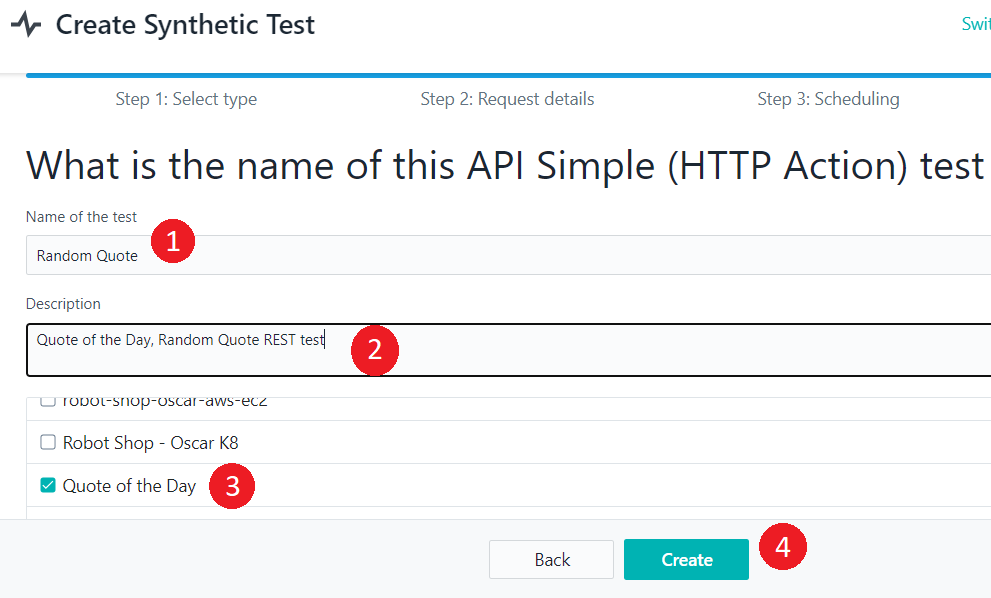 Create Synthetic Test
Swit
Step 1: Select type Step 2: Request details Step 3: Scheduling
What is the name of this API Simple (HTTP Action) test
Name of the test
1
Random Quote
Description
Quote of the Day, Random Quote REST test
2
robot-shop-oscar-aws-ec2
Robot Shop - Oscar K8
Quote of the Day
3
Back
Create
4